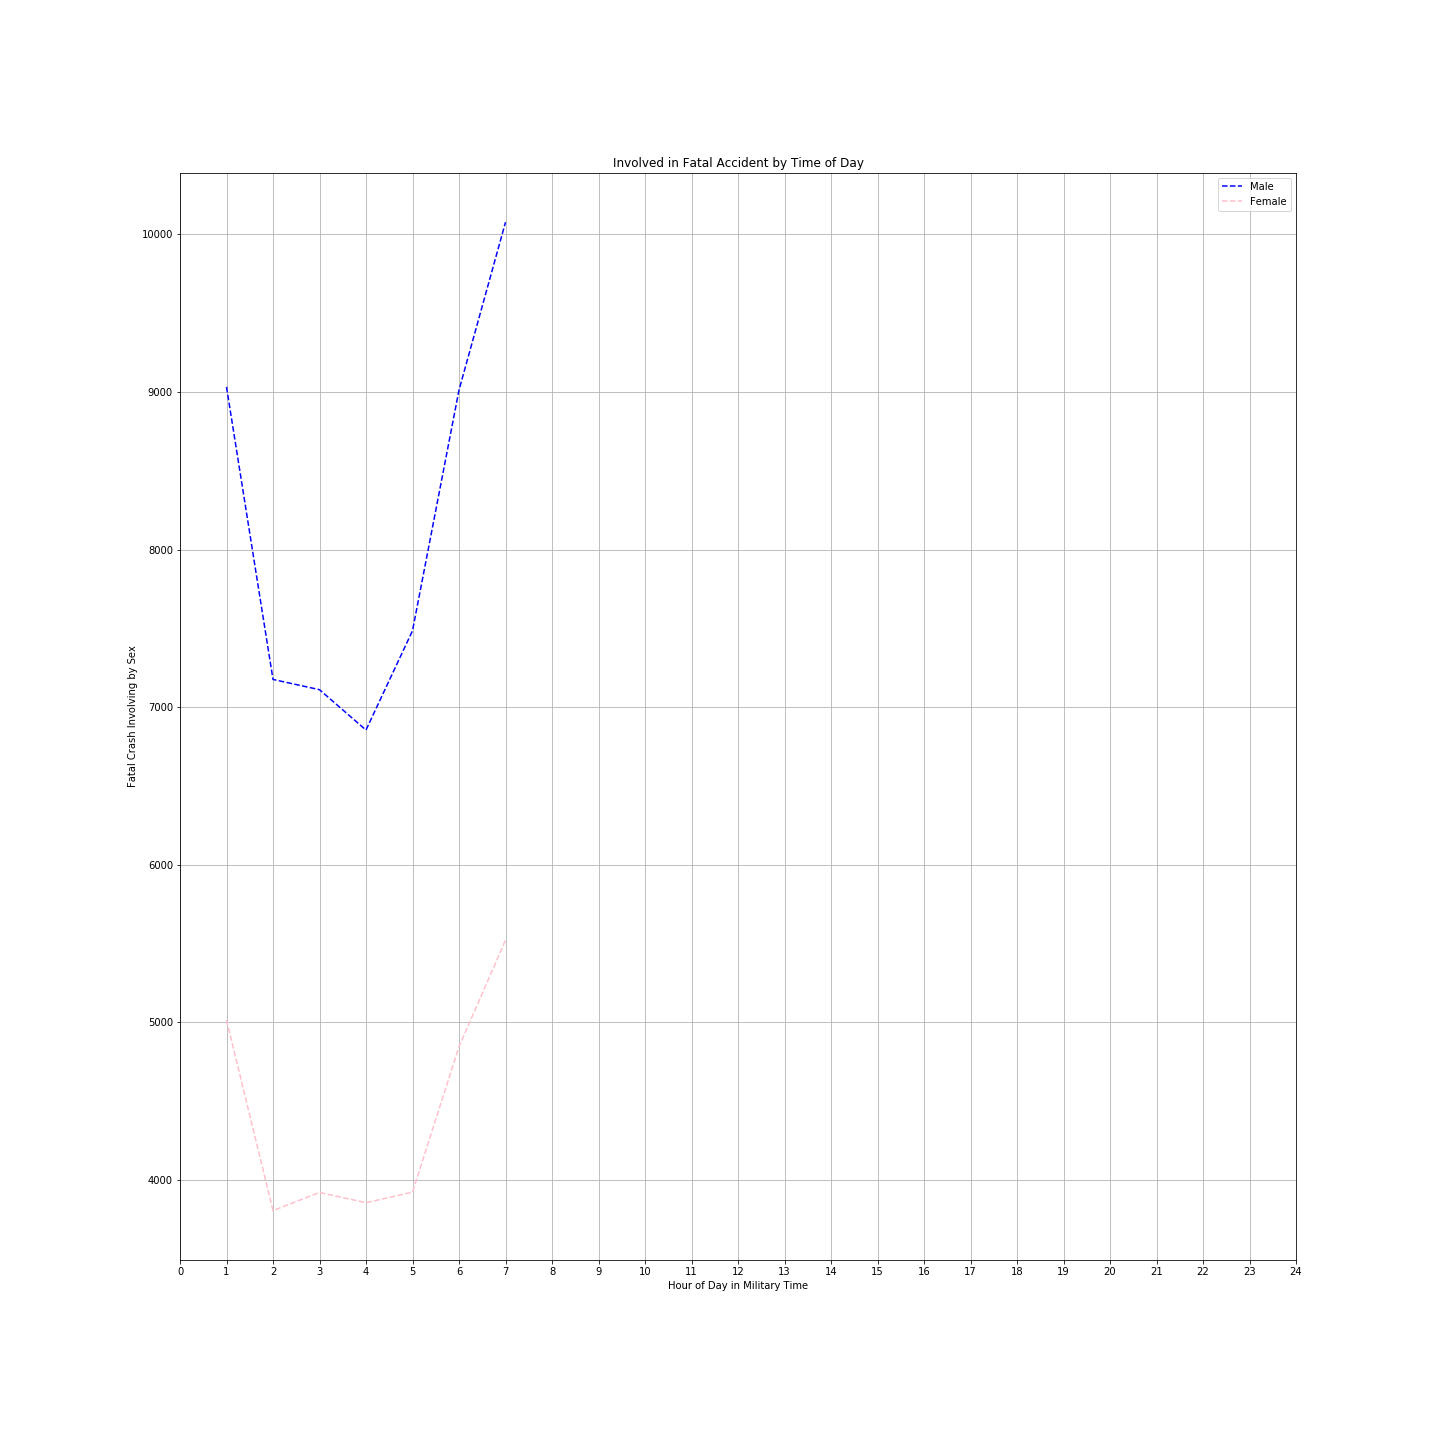 Involved in Fatal Accident by Time of Day
Male
Female
10000
9000
8000
7000
6000
5000
4000
Fatal Crash Involving by Sex
0 1 2 3 4 5 6 7 8 9 10 11 12 13 14 15 16 17 18 19 20 21 22 23 24
Hour of Day in Military Time